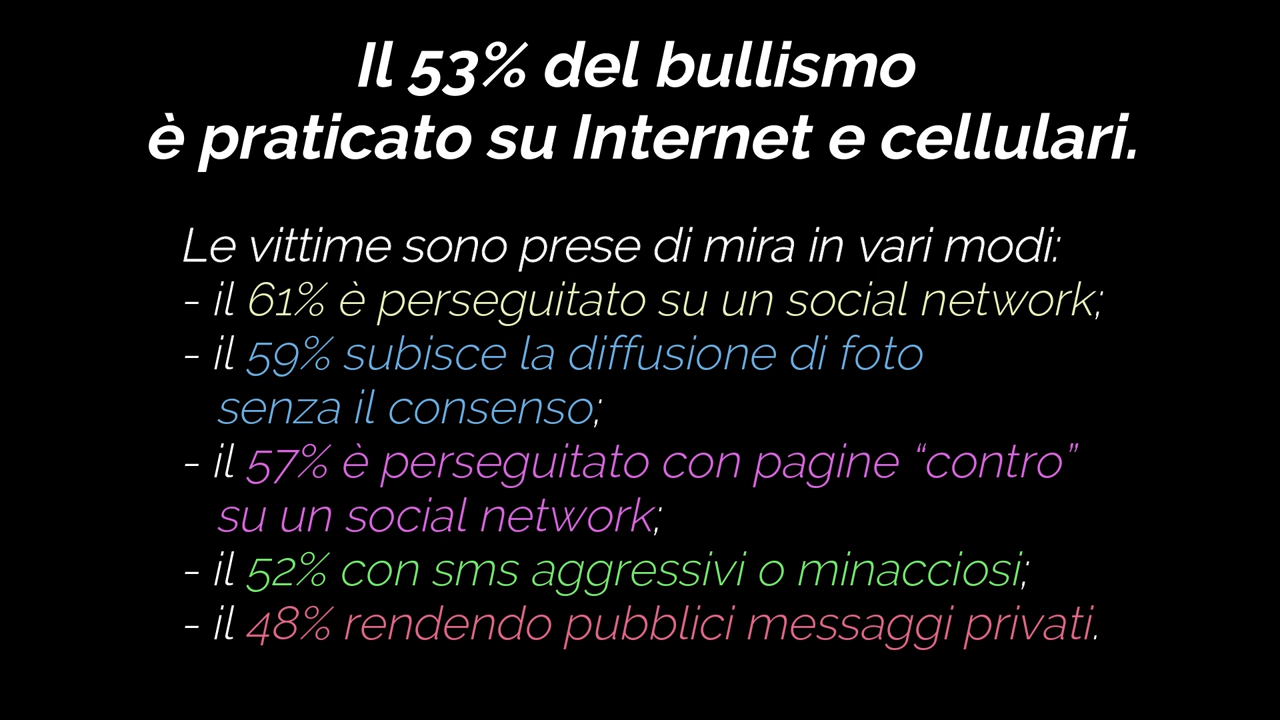 Il 53% del bullismo
è praticato su Internet e cellulari.
Le vittime sono prese di mira in vari modi:
- il 61% è perseguitato su un social network;
- il 59% subisce la diffusione di foto
senza il consenso;
- il 57% è perseguitato con pagine “contro”
su un social network;
- il 52% con sms aggressivi o minacciosi;
- il 48% rendendo pubblici messaggi privati.